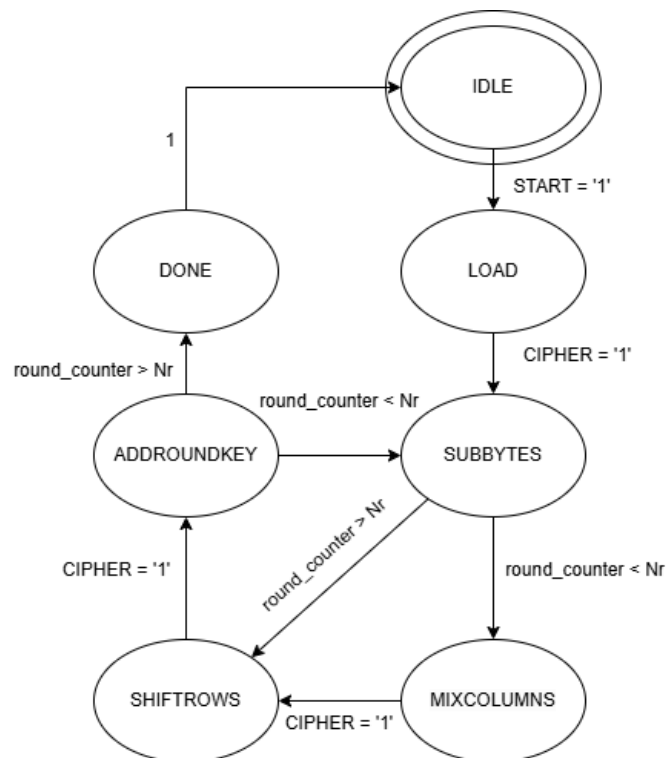 IDLE
1
START = '1'
DONE
LOAD
round_counter > Nr
CIPHER = '1'
round_counter < Nr
ADDROUNDKEY
SUBBYTES
round_counter > Nr
CIPHER = '1'
round_counter < Nr
SHIFTROWS
MIXCOLUMNS
CIPHER = '1'